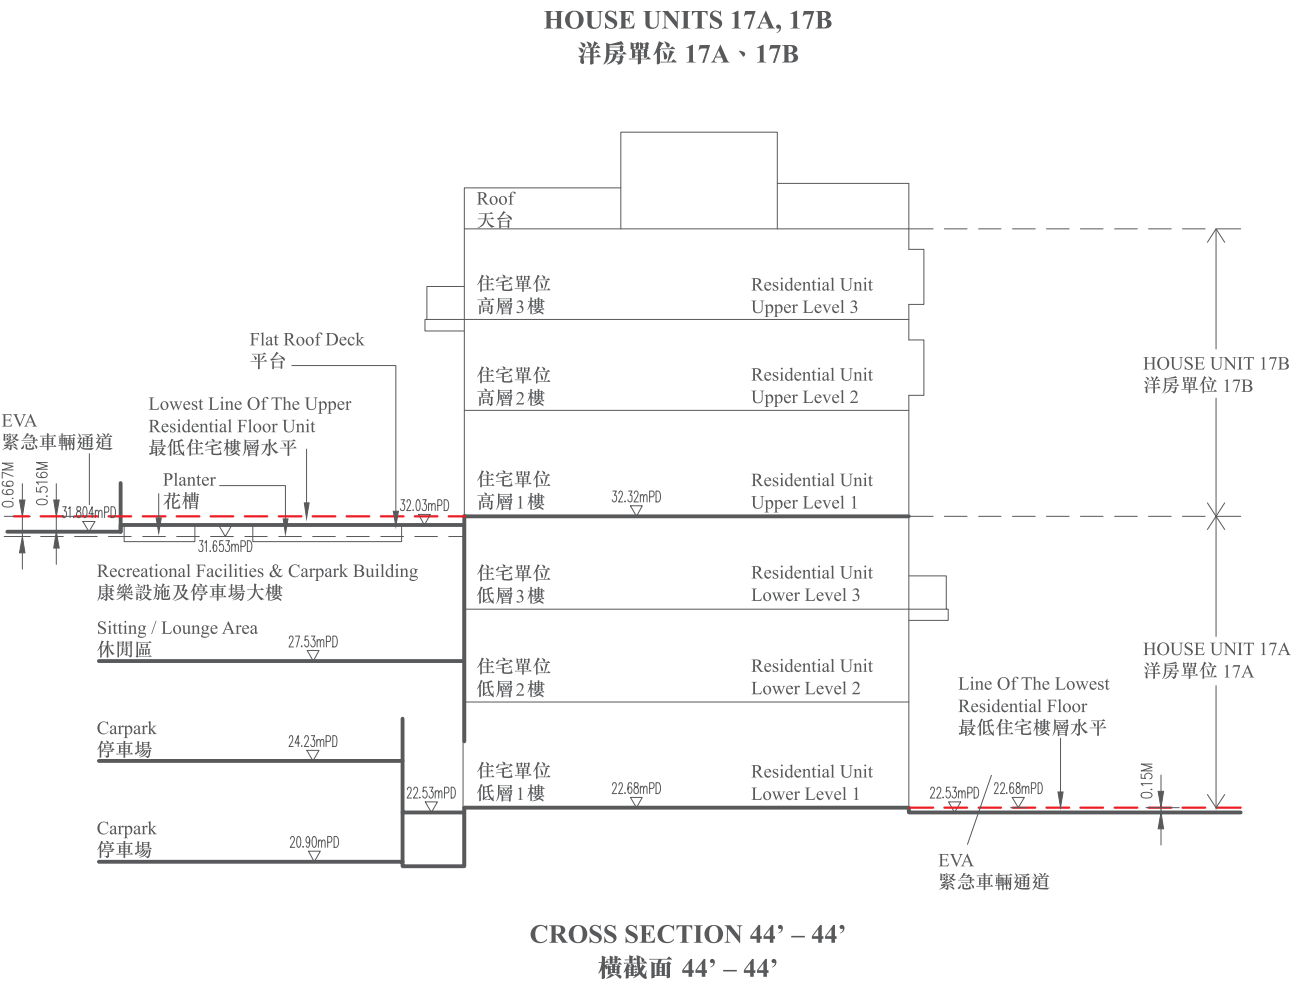 HOUSE UNITS 17A, 17B
洋房單位 17A、17B
Roof
天台
住宅單位
高層3樓
Residential Unit
Upper Level 3
Flat Roof Deck
平台
住宅單位
高層2樓
Residential Unit
Upper Level 2
HOUSE UNIT 17B
洋房單位 17B
Lowest Line Of The Upper
Residential Floor Unit
最低住宅樓層水平
EVA
緊急車輛通道
0.667M
0.516M
Planter
花槽
住宅單位
高層1樓
32.32mPD
Residential Unit
Upper Level 1
31.804mPD
32.03mPD
31.653mPD
Recreational Facilities & Carpark Building
康樂設施及停車場大樓
住宅單位
低層3樓
Residential Unit
Lower Level 3
Sitting / Lounge Area
休閒區
27.53mPD
住宅單位
低層2樓
Residential Unit
Lower Level 2
HOUSE UNIT 17A
洋房單位 17A
Line Of The Lowest
Residential Floor
最低住宅樓層水平
Carpark
停車場
24.23mPD
住宅單位
低層1樓
22.68mPD
Residential Unit
Lower Level 1
22.53mPD
22.53mPD
22.68mPD
0.15M
Carpark
停車場
20.90mPD
EVA
緊急車輛通道
CROSS SECTION 44’ – 44’
橫截面 44’ – 44’